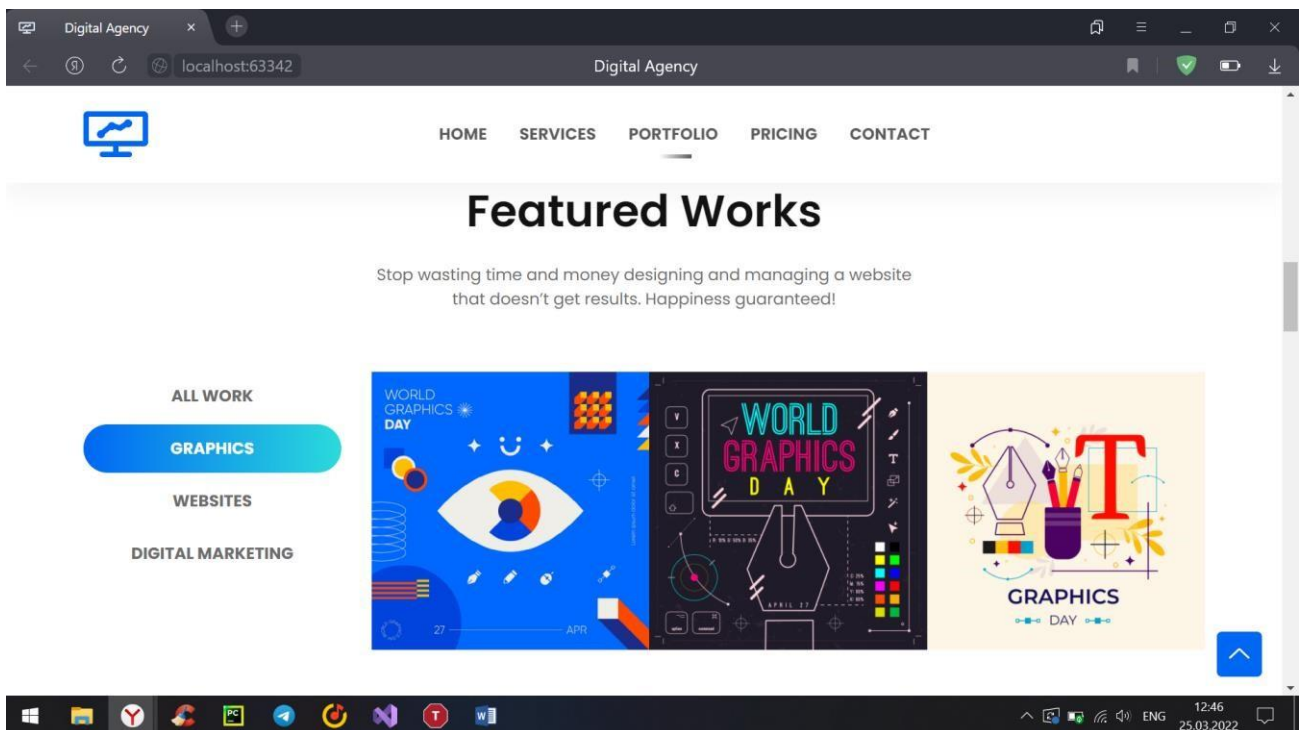 Digital Agency
localhost:63342
Digital Agency
HOME SERVICES PORTFOLIO PRICING CONTACT
Featured Works
Stop wasting time and money designing and managing a website
that doesn’t get results. Happiness guaranteed!
ALL WORK
GRAPHICS
WEBSITES
DIGITAL MARKETING
WORLD
GRAPHICS
DAY
27
APR
V
X
C
WORLD
GRAPHICS
DAY
T
APRIL 27
T
GRAPHICS
DAY
PC
T
ENG
12:46
25.03.2022